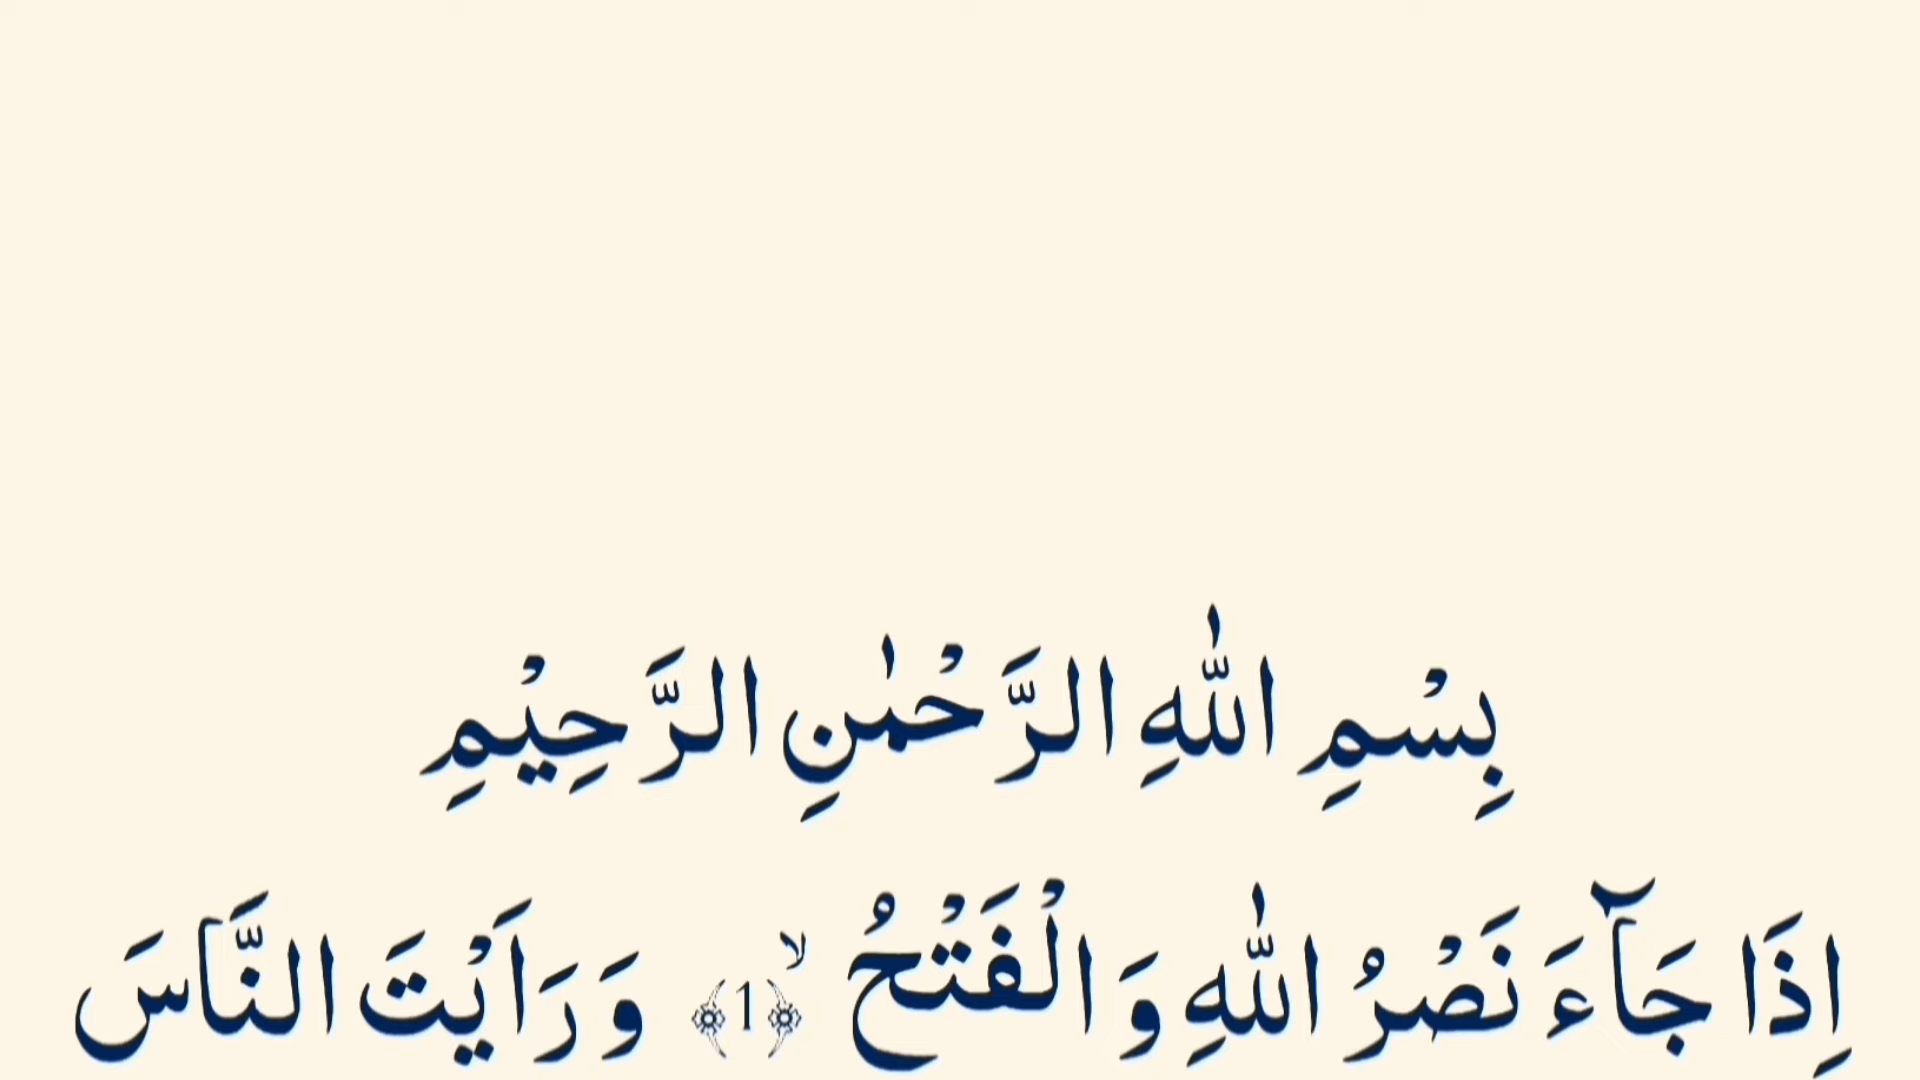 بِسْمِ اللّٰهِ الرَّحْمٰنِ الرَّحِيْمِ
اِذَا جَآءَ نَصْرُ اللّٰهِ وَ الْفَتْحُ ۙ ﴿1﴾ وَ رَاَيْتَ النَّاسَ